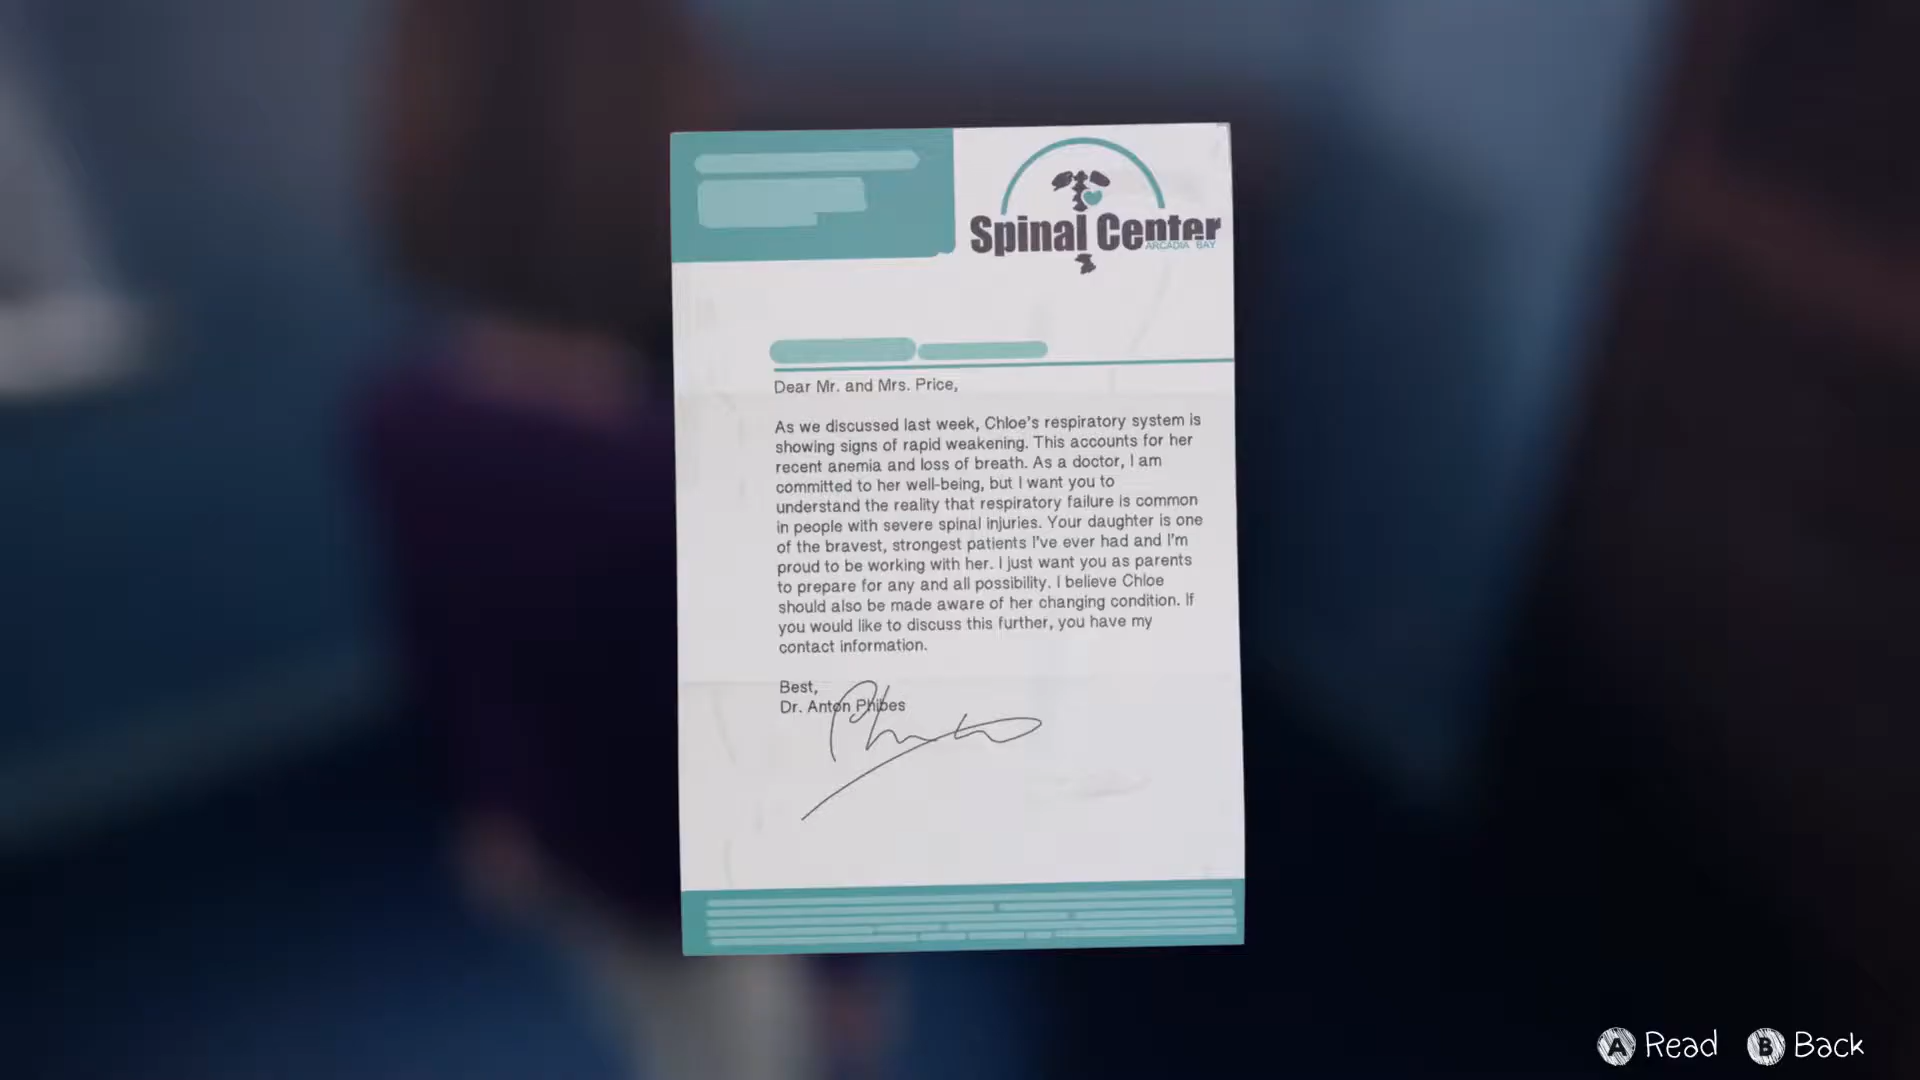 Spinal Center
ARCADIA BAY
Dear Mr. and Mrs. Price,
As we discussed last week, Chloe's respiratory system is
showing signs of rapid weakening. This accounts for her
recent anemia and loss of breath. As a doctor, I am
committed to her well-being, but I want you to
understand the reality that respiratory failure is common
in people with severe spinal injuries. Your daughter is one
of the bravest, strongest patients I've ever had and I'm
proud to be working with her. I just want you as parents
to prepare for any and all possibility. I believe Chloe
should also be made aware of her changing condition. If
you would like to discuss this further, you have my
contact information.
Best,
Dr. Anton Phibes
A Read B Back